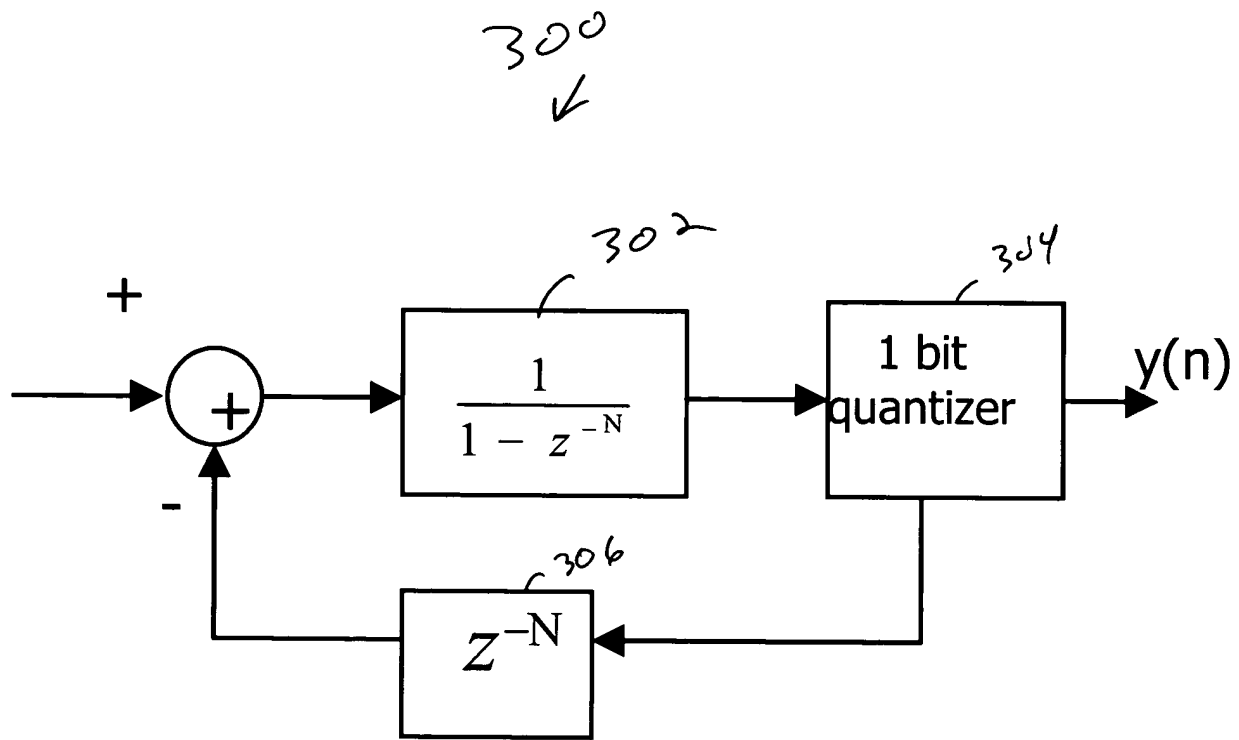 300
302
304
+
1
1 - z^{-N}
1 bit
quantizer
y(n)
+
-
306
z^{-N}